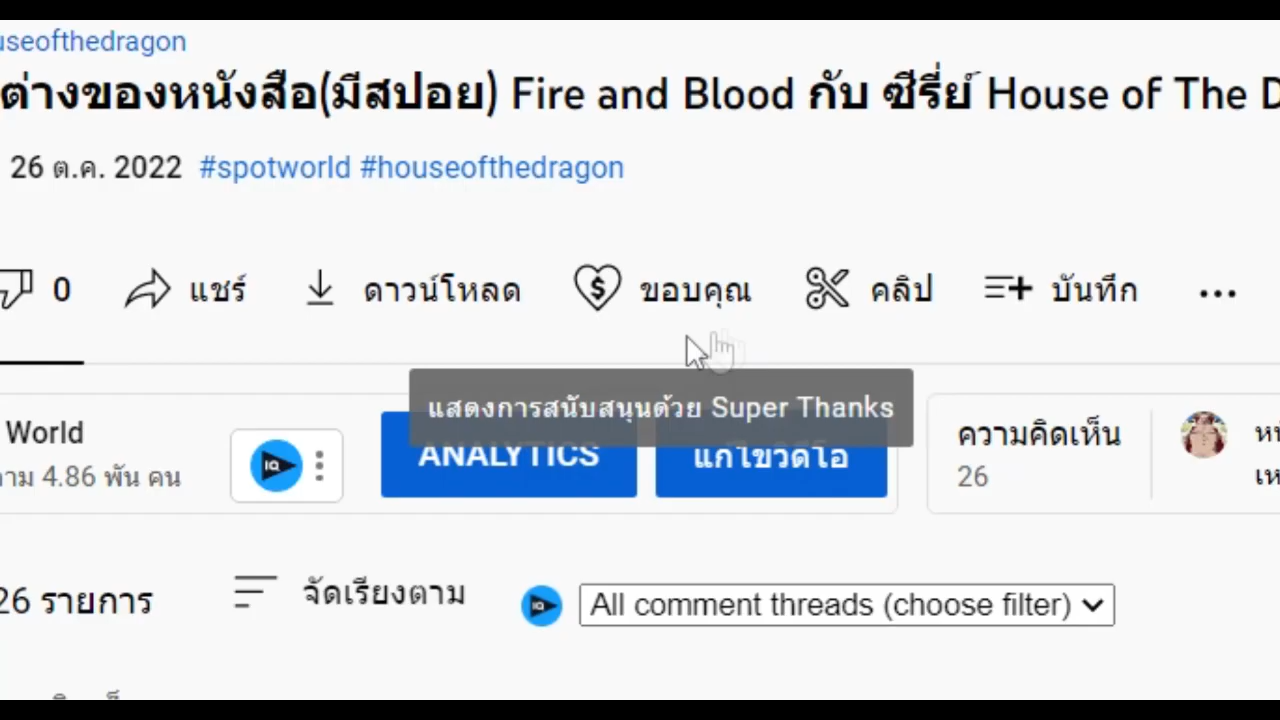 useofthedragon
ต่างของหนังสือ(มีสปอย) Fire and Blood กับ ซีรี่ย์ House of The D
26 ต.ค. 2022 #spotworld #houseofthedragon
0 แชร์ ดาวน์โหลด ขอบคุณ คลิป บันทึก ...
แสดงการสนับสนุนด้วย Super Thanks
World
ตาม 4.86 พัน คน
IQ
ANALYTICS แก้ไขวิดีโอ
ความคิดเห็น
26
26 รายการ จัดเรียงตาม IQ All comment threads (choose filter)